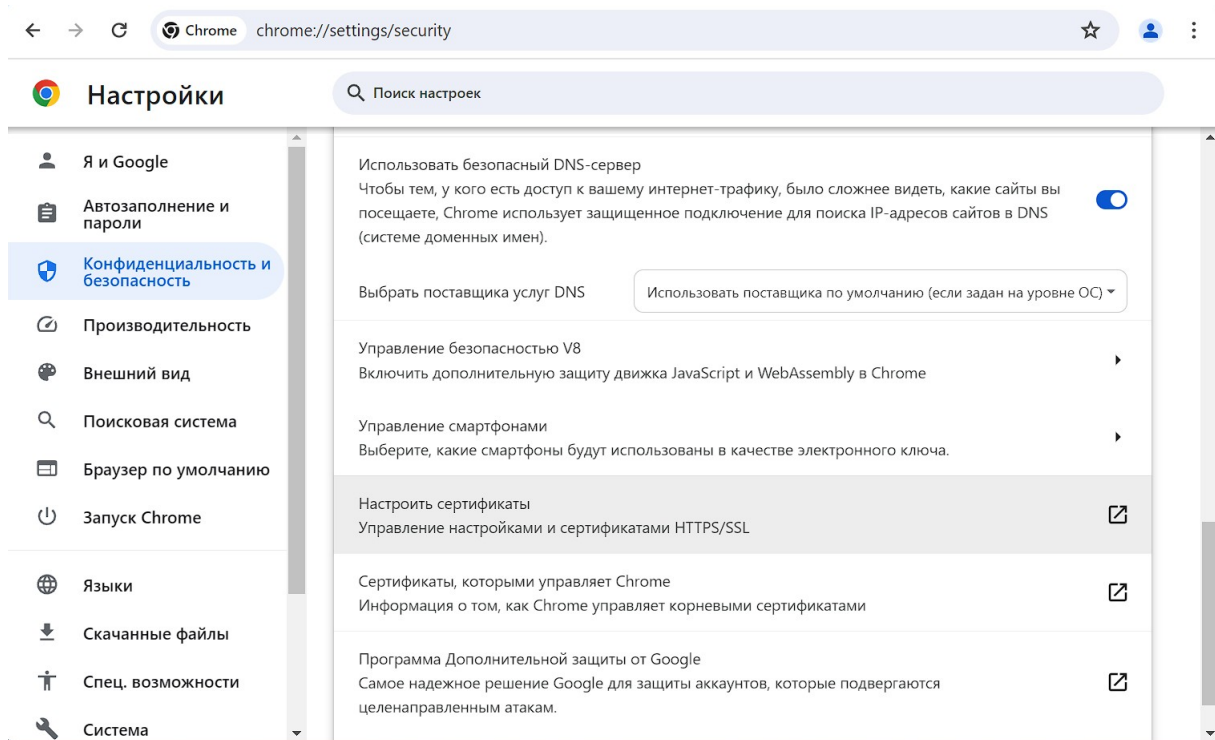 Chrome
chrome://settings/security
Настройки
Поиск настроек
Я и Google
Автозаполнение и
пароли
Конфиденциальность и
безопасность
Производительность
Внешний вид
Поисковая система
Браузер по умолчанию
Запуск Chrome
Языки
Скачанные файлы
Спец. возможности
Система
Использовать безопасный DNS-сервер
Чтобы тем, у кого есть доступ к вашему интернет-трафику, было сложнее видеть, какие сайты вы
посещаете, Chrome использует защищенное подключение для поиска IP-адресов сайтов в DNS
(системе доменных имен).
Выбрать поставщика услуг DNS
Использовать поставщика по умолчанию (если задан на уровне ОС)
Управление безопасностью V8
Включить дополнительную защиту движка JavaScript и WebAssembly в Chrome
Управление смартфонами
Выберите, какие смартфоны будут использованы в качестве электронного ключа.
Настроить сертификаты
Управление настройками и сертификатами HTTPS/SSL
Сертификаты, которыми управляет Chrome
Информация о том, как Chrome управляет корневыми сертификатами
Программа Дополнительной защиты от Google
Самое надежное решение Google для защиты аккаунтов, которые подвергаются
целенаправленным атакам.